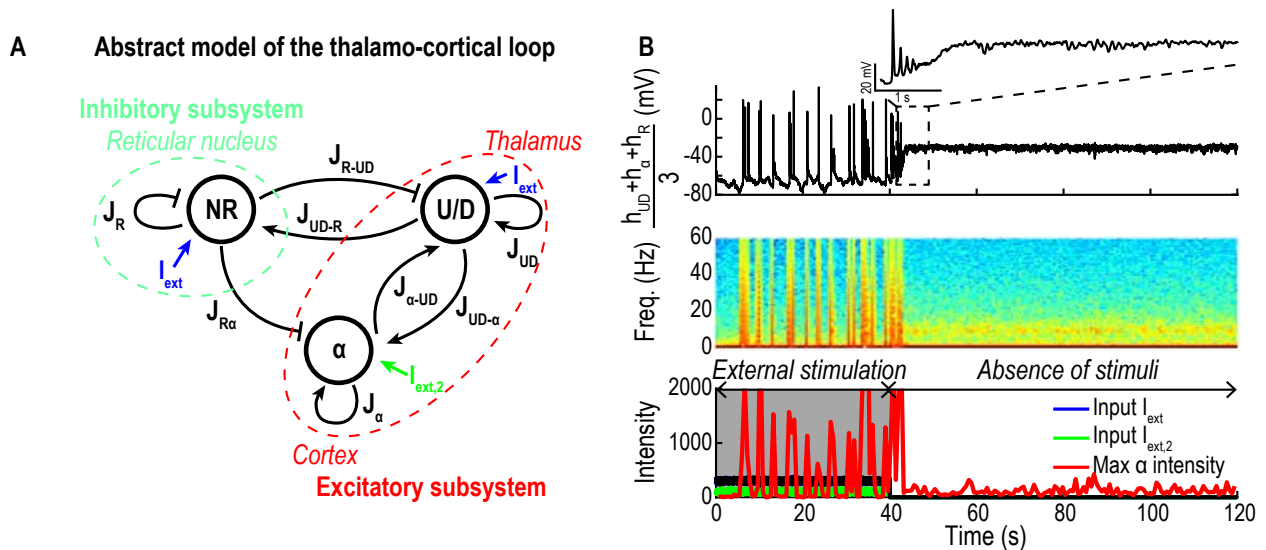 A
Abstract model of the thalamo-cortical loop
Inhibitory subsystem
Reticular nucleus
Thalamus
J_R-UD
I_ext
J_R
NR
U/D
J_UD-R
J_UD
I_ext
J_α-UD
J_UD-α
J_Rα
α
I_ext,2
J_α
Cortex
Excitatory subsystem
B
20 mV
1 s
h_UD+h_α+h_R
3
(mV)
0
-40
-80
60
40
20
0
Freq. (Hz)
External stimulation
Absence of stimuli
2000
1000
0
Intensity
Input I_ext
Input I_ext,2
Max α intensity
0
20
40
60
80
100
120
Time (s)